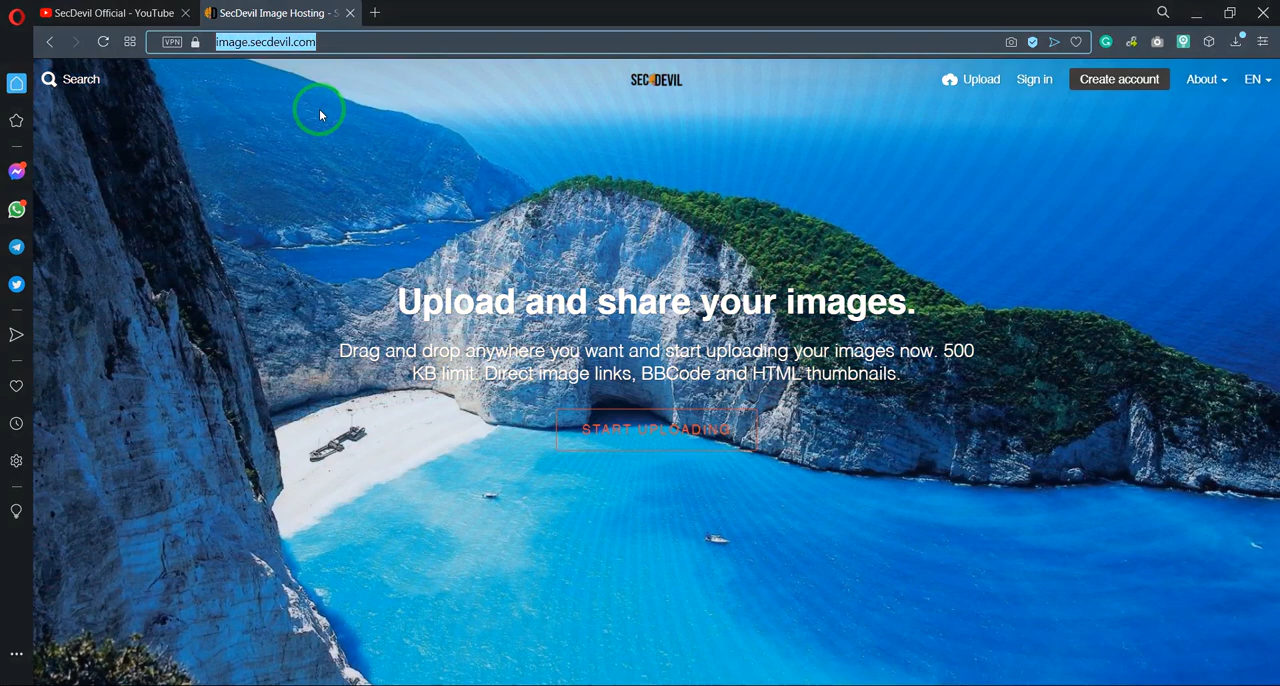 SecDevil Official - YouTube
SecDevil Image Hosting - S
VPN
image.secdevil.com
Search
SEC DEVIL
Upload
Sign in
Create account
About
EN
Upload and share your images.
Drag and drop anywhere you want and start uploading your images now. 500
KB limit. Direct image links, BBCode and HTML thumbnails.
START UPLOADING